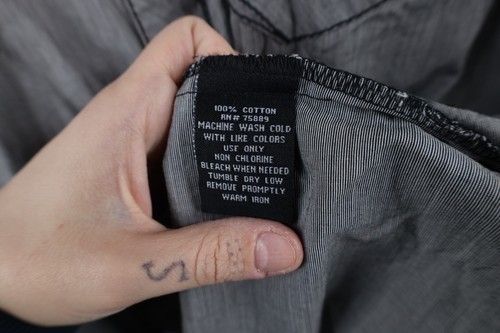 100% COTTON
RN# 75889
MACHINE WASH COLD
WITH LIKE COLORS
USE ONLY
NON CHLORINE
BLEACH WHEN NEEDED
TUMBLE DRY LOW
REMOVE PROMPTLY
WARM IRON